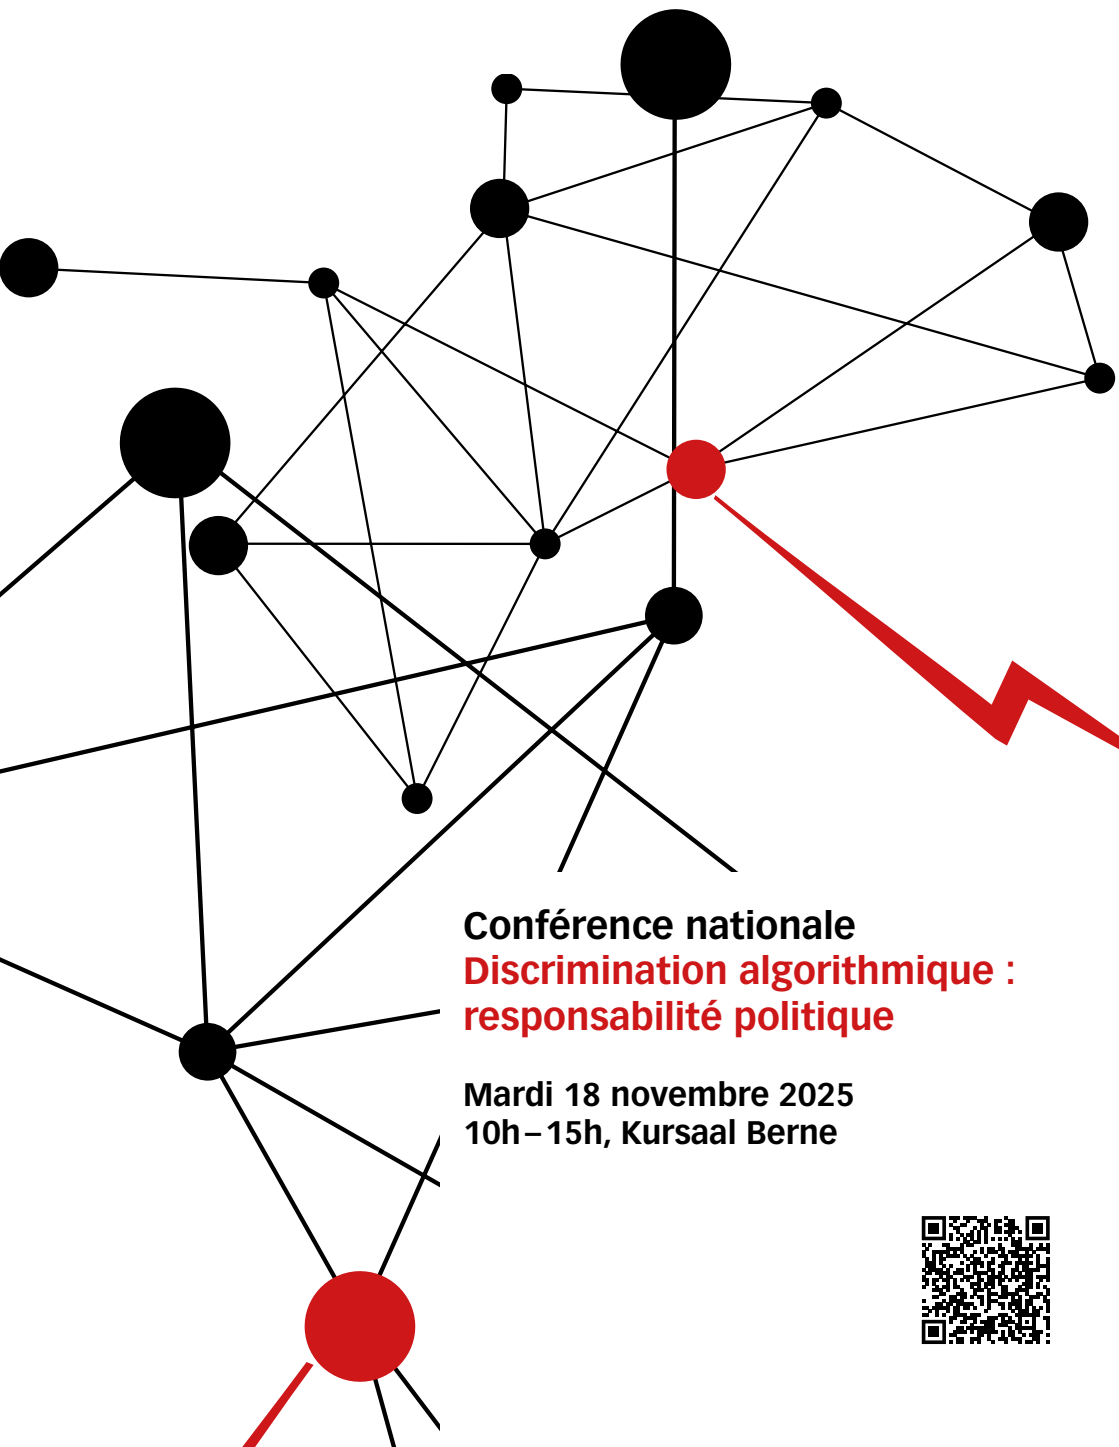 Conférence nationale
Discrimination algorithmique :
responsabilité politique
Mardi 18 novembre 2025
10h – 15h, Kursaal Berne